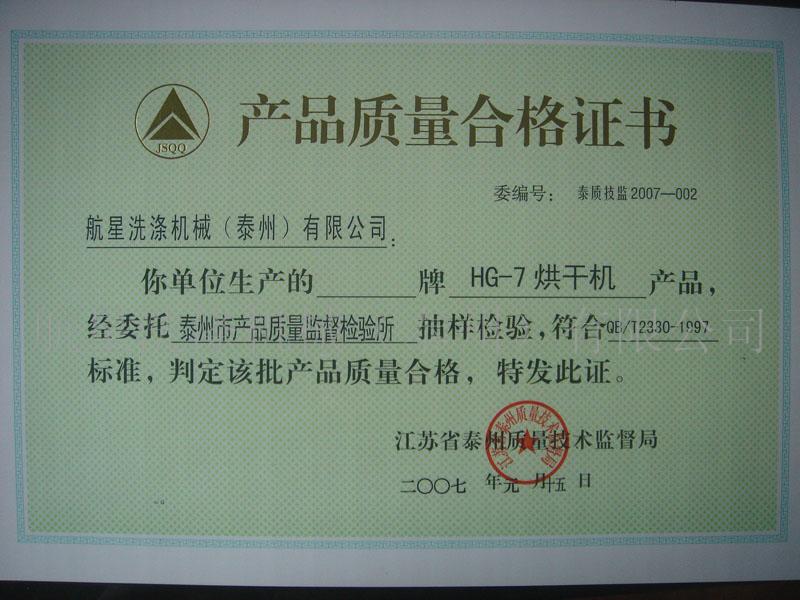 JSQQ
产品质量合格证书
委编号： 泰质技监2007—002
航星洗涤机械（泰州）有限公司：
你单位生产的 牌 HG-7烘干机 产品，
经委托 泰州市产品质量监督检验所 抽样检验，符合QB/T2330-1997
标准，判定该批产品质量合格，特发此证。
江苏省泰州质量技术监督局
二〇〇七 年元 月十五 日